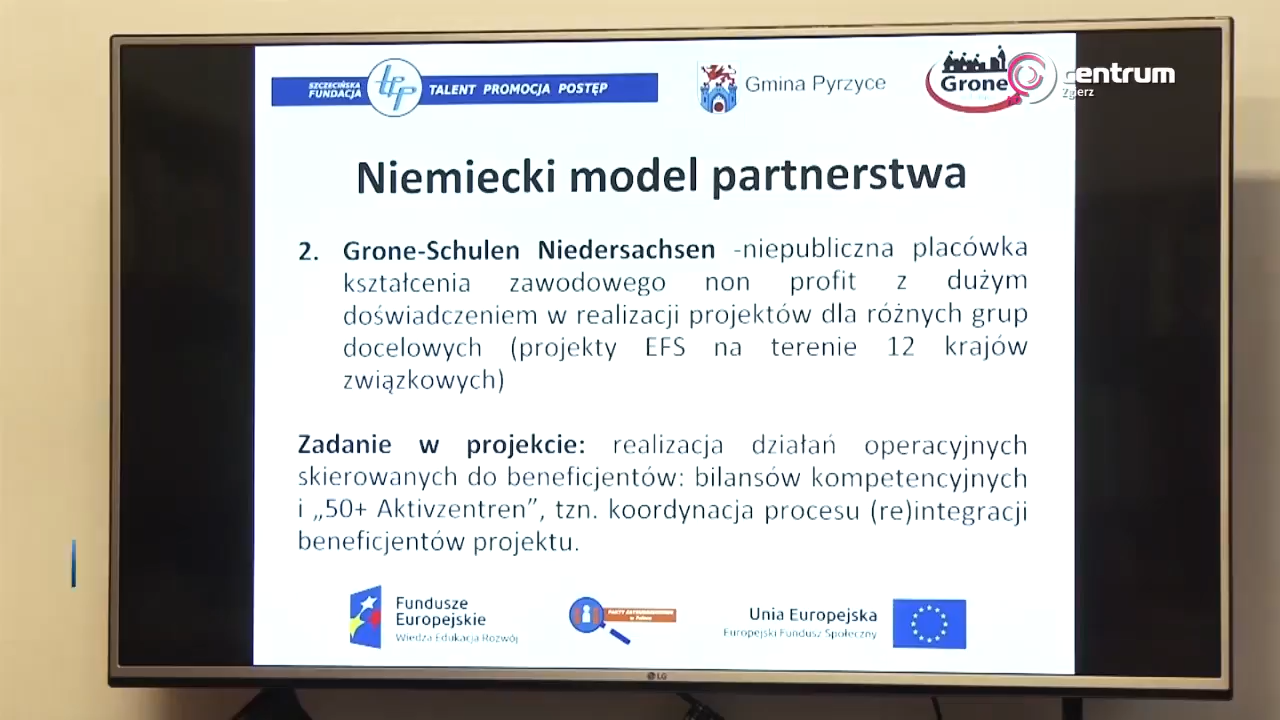 SZCZECIŃSKA
FUNDACJA
TPP
TALENT PROMOCJA POSTĘP
Gmina Pyrzyce
Grone
centrum
Zgierz
Niemiecki model partnerstwa
2. Grone-Schulen Niedersachsen -niepubliczna placówka
kształcenia zawodowego non profit z dużym
doświadczeniem w realizacji projektów dla różnych grup
docelowych (projekty EFS na terenie 12 krajów
związkowych)
Zadanie w projekcie: realizacja działań operacyjnych
skierowanych do beneficjentów: bilansów kompetencyjnych
i „50+ Aktivzentren”, tzn. koordynacja procesu (re)integracji
beneficjentów projektu.
Fundusze
Europejskie
Wiedza Edukacja Rozwój
Unia Europejska
Europejski Fundusz Społeczny
LG